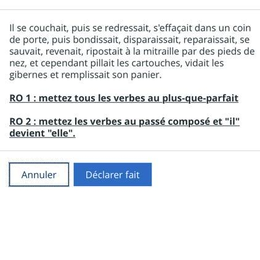 Il se couchait, puis se redressait, s'effaçait dans un coin
de porte, puis bondissait, disparaissait, reparaissait, se
sauvait, revenait, ripostait à la mitraille par des pieds de
nez, et cependant pillait les cartouches, vidait les
gibernes et remplissait son panier.
RO 1 : mettez tous les verbes au plus-que-parfait
RO 2 : mettez les verbes au passé composé et "il"
devient "elle".
Annuler
Déclarer fait